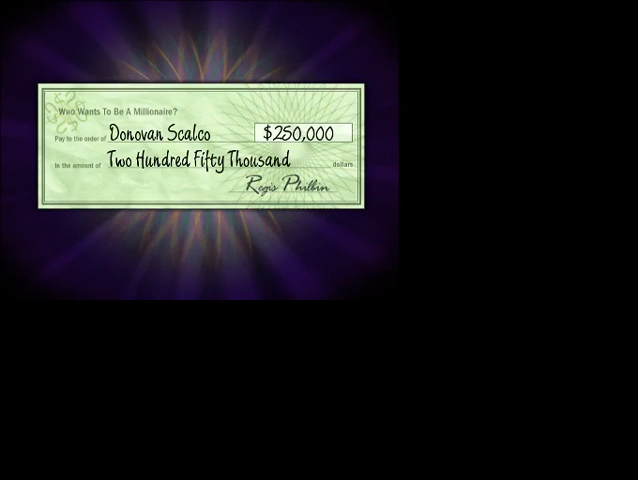 Who Wants To Be A Millionaire?
Pay to the order of Donovan Scalco $250,000
In the amount of Two Hundred Fifty Thousand dollars
Regis Philbin